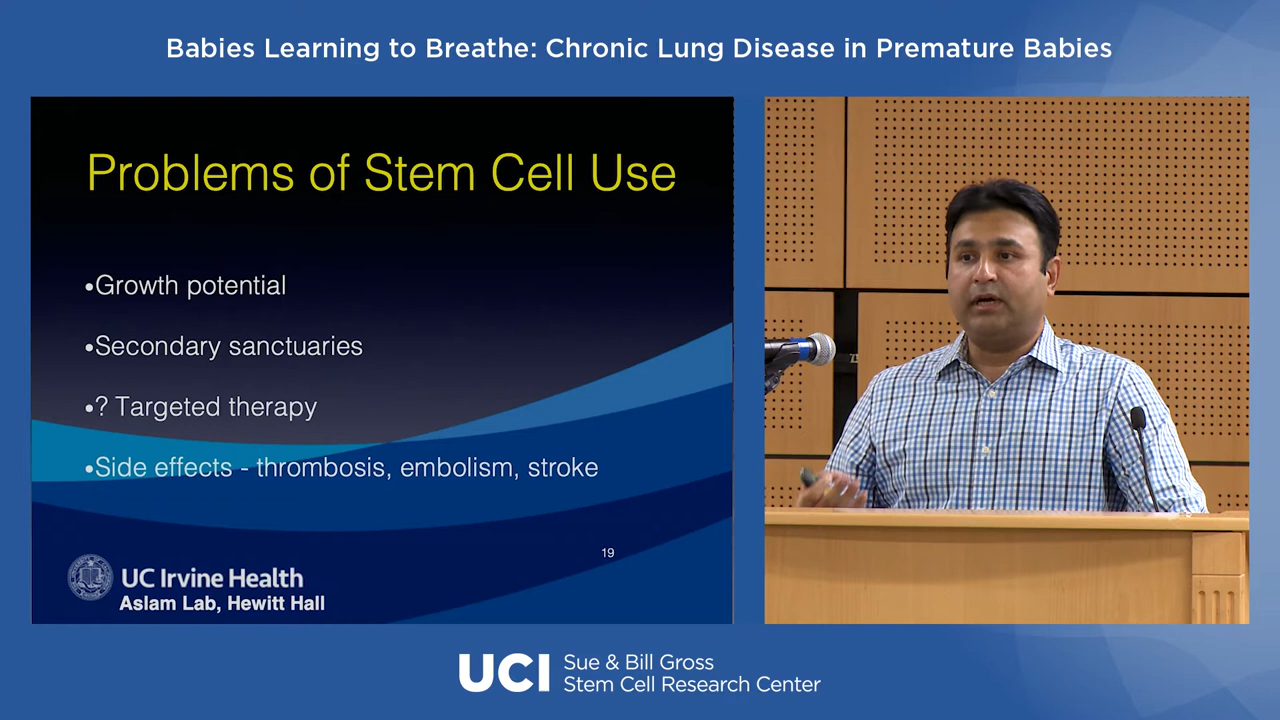 Babies Learning to Breathe: Chronic Lung Disease in Premature Babies
Problems of Stem Cell Use
•Growth potential
•Secondary sanctuaries
•? Targeted therapy
•Side effects - thrombosis, embolism, stroke
19
UC Irvine Health
Aslam Lab, Hewitt Hall
UCI
Sue & Bill Gross
Stem Cell Research Center